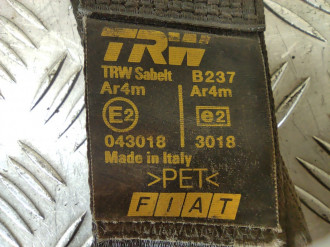 TRW
TRW Sabelt B237
Ar4m Ar4m
E2 e2
043018 3018
Made in Italy
>PET<
FIAT